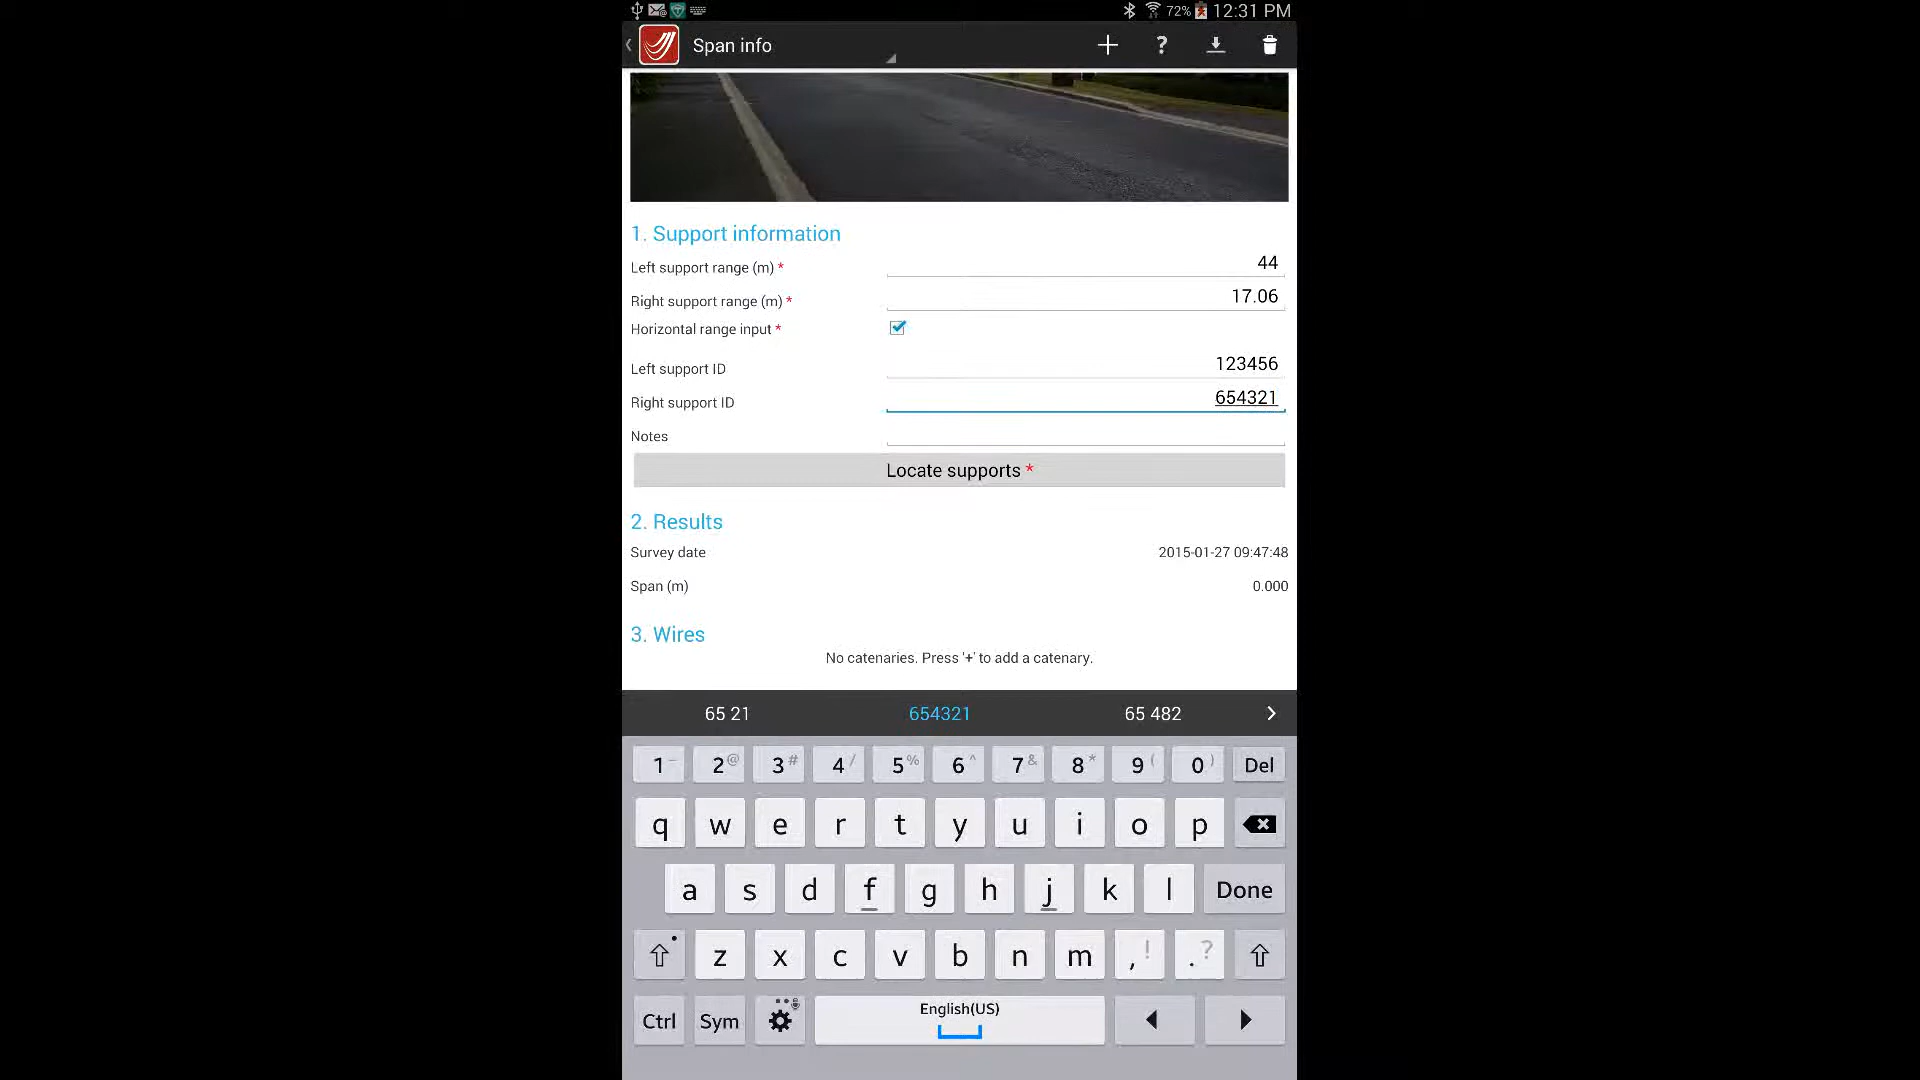 72% 12:31 PM
Span info + ?
1. Support information
Left support range (m) * 44
Right support range (m) * 17.06
Horizontal range input *
Left support ID 123456
Right support ID 654321
Notes
Locate supports *
2. Results
Survey date 2015-01-27 09:47:48
Span (m) 0.000
3. Wires
No catenaries. Press '+' to add a catenary.
65 21 654321 65 482
1 - 2 @ 3 # 4 / 5 % 6 ^ 7 & 8 * 9 ( 0 ) Del
q w e r t y u i o p
a s d f g h j k l Done
z x c v b n m , ! . ?
Ctrl Sym English(US)